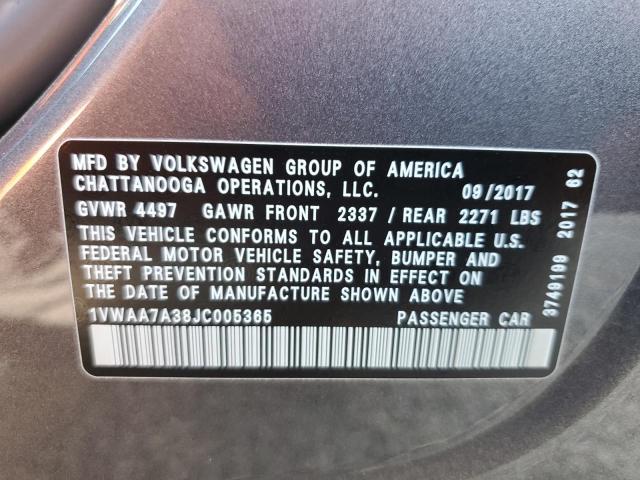 MFD BY VOLKSWAGEN GROUP OF AMERICA
CHATTANOOGA OPERATIONS, LLC. 09/2017
GVWR 4497 GAWR FRONT 2337 / REAR 2271 LBS
THIS VEHICLE CONFORMS TO ALL APPLICABLE U.S.
FEDERAL MOTOR VEHICLE SAFETY, BUMPER AND
THEFT PREVENTION STANDARDS IN EFFECT ON
THE DATE OF MANUFACTURE SHOWN ABOVE
1VWAA7A38JC005365 PASSENGER CAR
3749199 2017 62